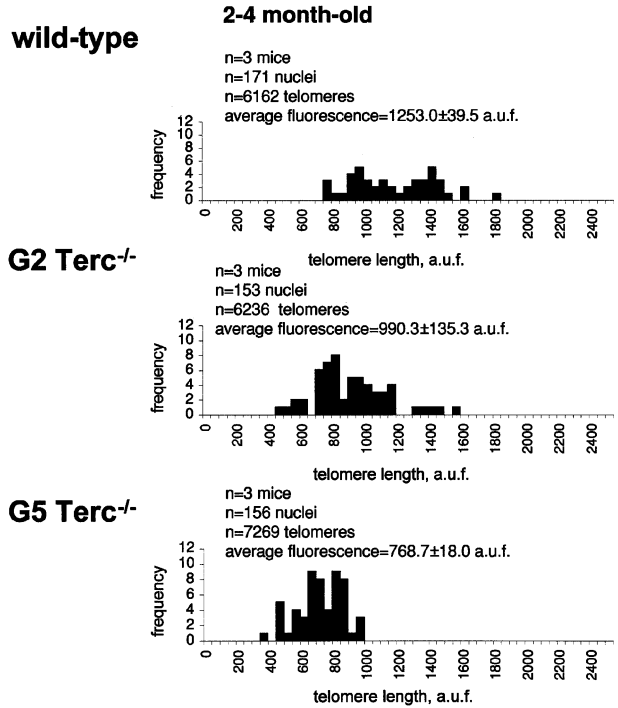 2-4 month-old
wild-type
n=3 mice
n=171 nuclei
n=6162 telomeres
average fluorescence=1253.0±39.5 a.u.f.
frequency
12
10
8
6
4
2
0
0 200 400 600 800 1000 1200 1400 1600 1800 2000 2200 2400
telomere length, a.u.f.
G2 Terc-/-
n=3 mice
n=153 nuclei
n=6236 telomeres
average fluorescence=990.3±135.3 a.u.f.
frequency
12
10
8
6
4
2
0
0 200 400 600 800 1000 1200 1400 1600 1800 2000 2200 2400
telomere length, a.u.f.
G5 Terc-/-
n=3 mice
n=156 nuclei
n=7269 telomeres
average fluorescence=768.7±18.0 a.u.f.
frequency
12
10
8
6
4
2
0
0 200 400 600 800 1000 1200 1400 1600 1800 2000 2200 2400
telomere length, a.u.f.